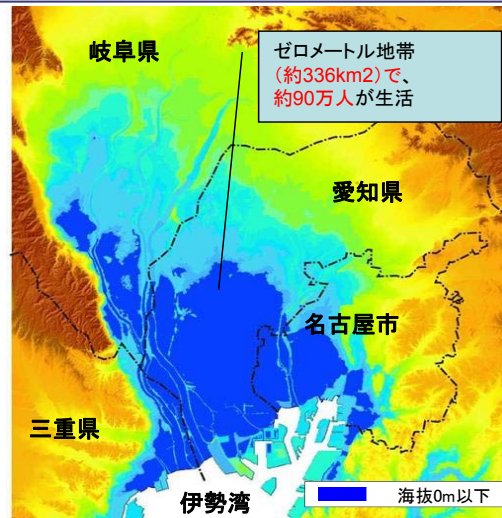 岐阜県
ゼロメートル地帯
（約336km2）で、
約90万人が生活
愛知県
名古屋市
三重県
伊勢湾
海抜0m以下